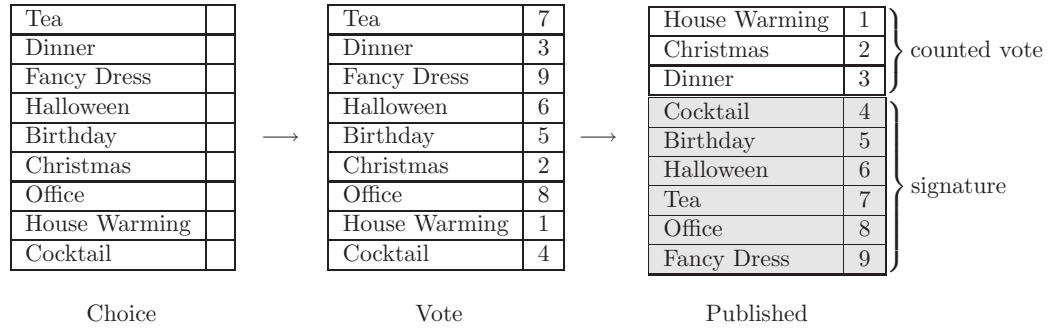 Tea
Dinner
Fancy Dress
Halloween
Birthday
Christmas
Office
House Warming
Cocktail
Choice
Tea 7
Dinner 3
Fancy Dress 9
Halloween 6
Birthday 5
Christmas 2
Office 8
House Warming 1
Cocktail 4
Vote
House Warming 1
Christmas 2
Dinner 3
counted vote
Cocktail 4
Birthday 5
Halloween 6
Tea 7
Office 8
Fancy Dress 9
signature
Published